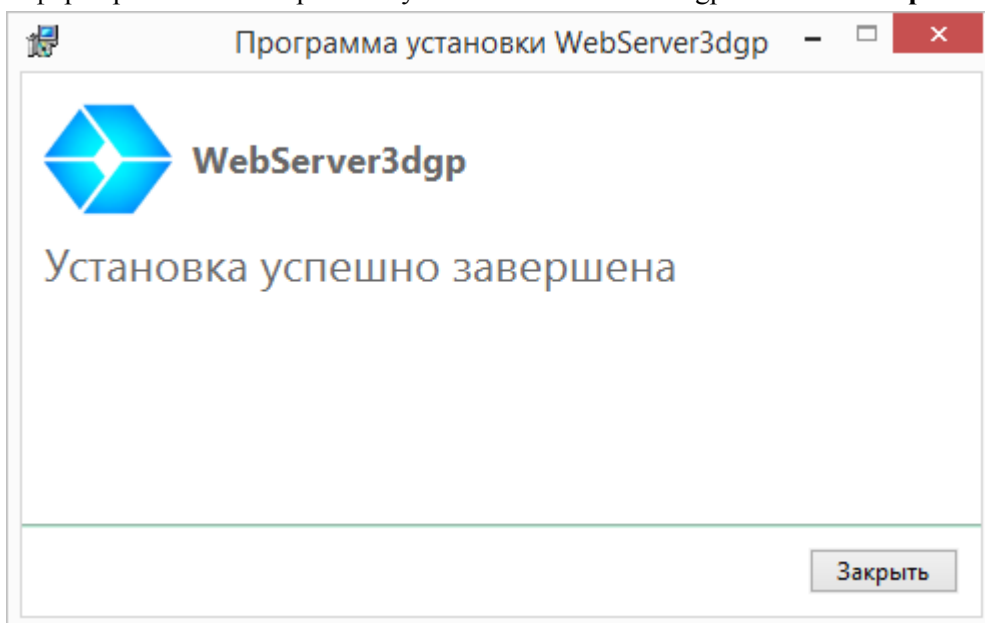 Программа установки WebServer3dgp
WebServer3dgp
Установка успешно завершена
Закрыть